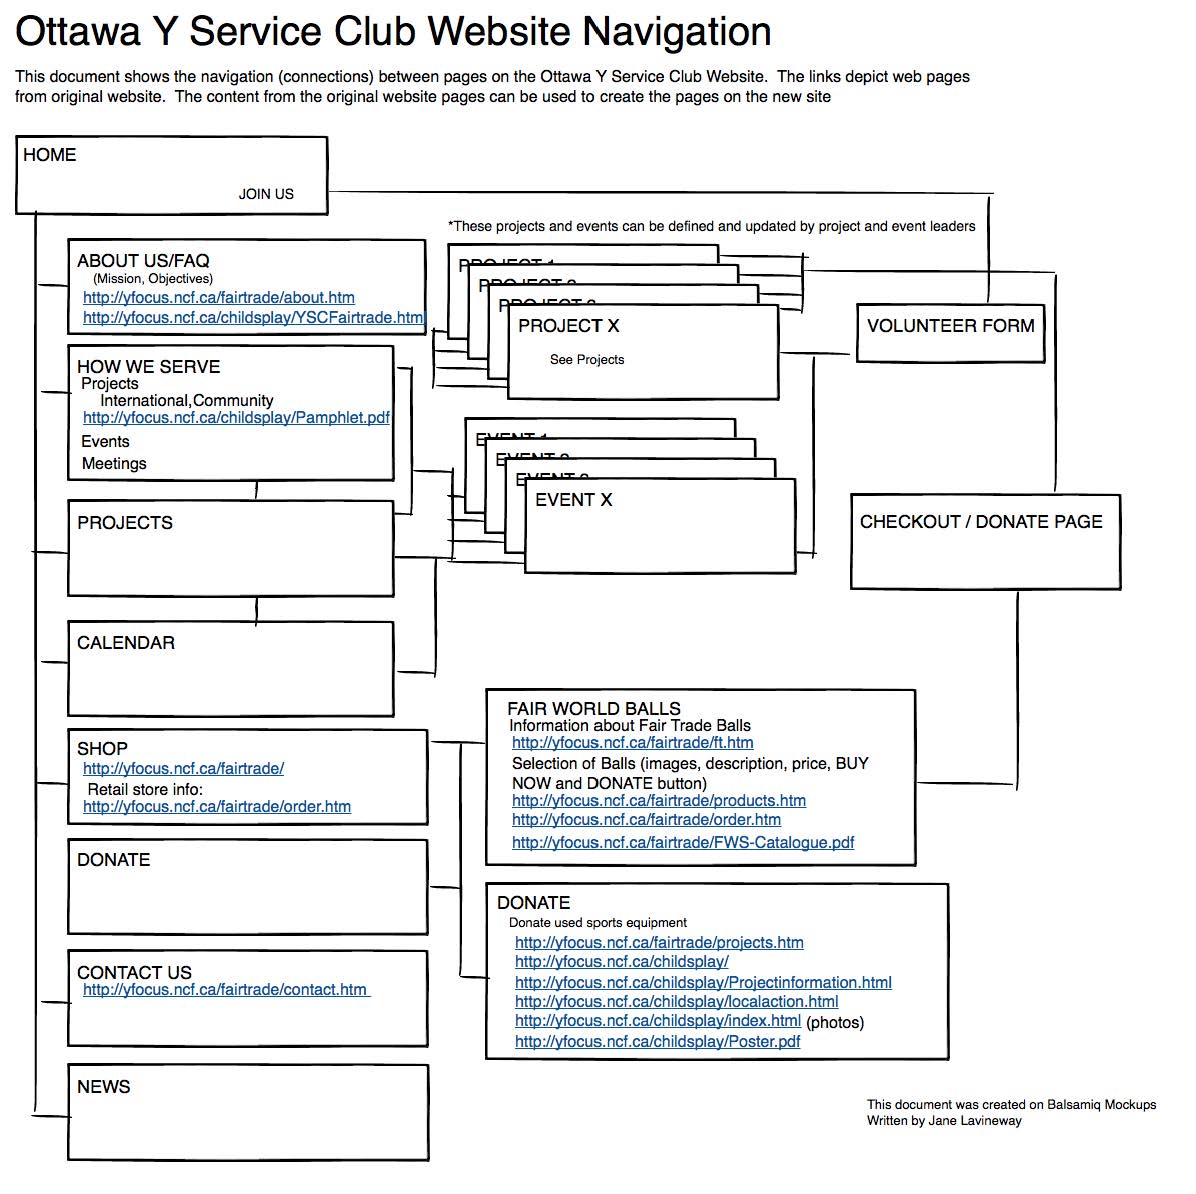 Ottawa Y Service Club Website Navigation
This document shows the navigation (connections) between pages on the Ottawa Y Service Club Website. The links depict web pages
from original website. The content from the original website pages can be used to create the pages on the new site
HOME
JOIN US
*These projects and events can be defined and updated by project and event leaders
ABOUT US/FAQ
(Mission, Objectives)
http://yfocus.ncf.ca/fairtrade/about.htm
http://yfocus.ncf.ca/childsplay/YSCFairtrade.html
PROJECT 1
PROJECT
PROJECT
PROJECT X
See Projects
VOLUNTEER FORM
HOW WE SERVE
Projects
International,Community
http://yfocus.ncf.ca/childsplay/Pamphlet.pdf
Events
Meetings
EVENT 1
EVENT
EVENT
EVENT X
PROJECTS
CHECKOUT / DONATE PAGE
CALENDAR
SHOP
http://yfocus.ncf.ca/fairtrade/
Retail store info:
http://yfocus.ncf.ca/fairtrade/order.htm
FAIR WORLD BALLS
Information about Fair Trade Balls
http://yfocus.ncf.ca/fairtrade/ft.htm
Selection of Balls (images, description, price, BUY
NOW and DONATE button)
http://yfocus.ncf.ca/fairtrade/products.htm
http://yfocus.ncf.ca/fairtrade/order.htm
http://yfocus.ncf.ca/fairtrade/FWS-Catalogue.pdf
DONATE
DONATE
Donate used sports equipment
http://yfocus.ncf.ca/fairtrade/projects.htm
http://yfocus.ncf.ca/childsplay/
http://yfocus.ncf.ca/childsplay/Projectinformation.html
http://yfocus.ncf.ca/childsplay/localaction.html
http://yfocus.ncf.ca/childsplay/index.html (photos)
http://yfocus.ncf.ca/childsplay/Poster.pdf
CONTACT US
http://yfocus.ncf.ca/fairtrade/contact.htm
NEWS
This document was created on Balsamiq Mockups
Written by Jane Lavineway